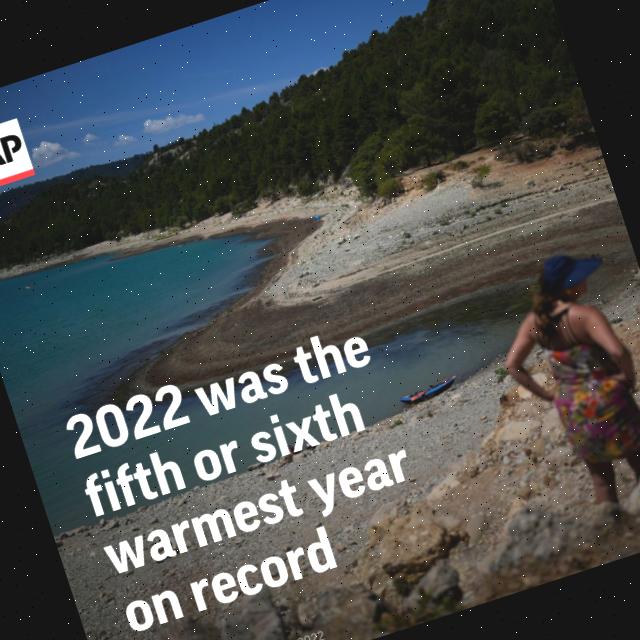 AP
2022 was the
fifth or sixth
warmest year
on record